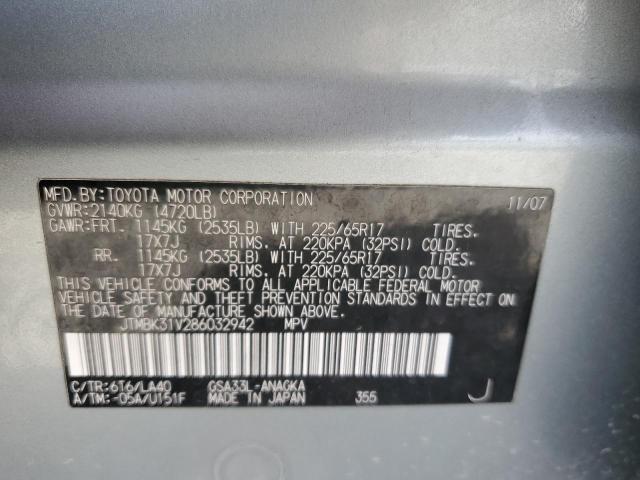 MFD. BY: TOYOTA MOTOR CORPORATION 11/07
GVWR: 2140KG (4720LB)
GAWR: FRT. 1145KG (2535LB) WITH 225/65R17 TIRES.
17X7J RIMS. AT 220KPA (32PSI) COLD.
RR. 1145KG (2535LB) WITH 225/65R17 TIRES.
17X7J RIMS. AT 220KPA (32PSI) COLD.
THIS VEHICLE CONFORMS TO ALL APPLICABLE FEDERAL MOTOR
VEHICLE SAFETY AND THEFT PREVENTION STANDARDS IN EFFECT ON
THE DATE OF MANUFACTURE SHOWN ABOVE.
JTMBK31V286032942 MPV
C/TR: 6T6/LA40 GSA33L-ANAGKA
A/TM: -05A/U151F MADE IN JAPAN 355 J